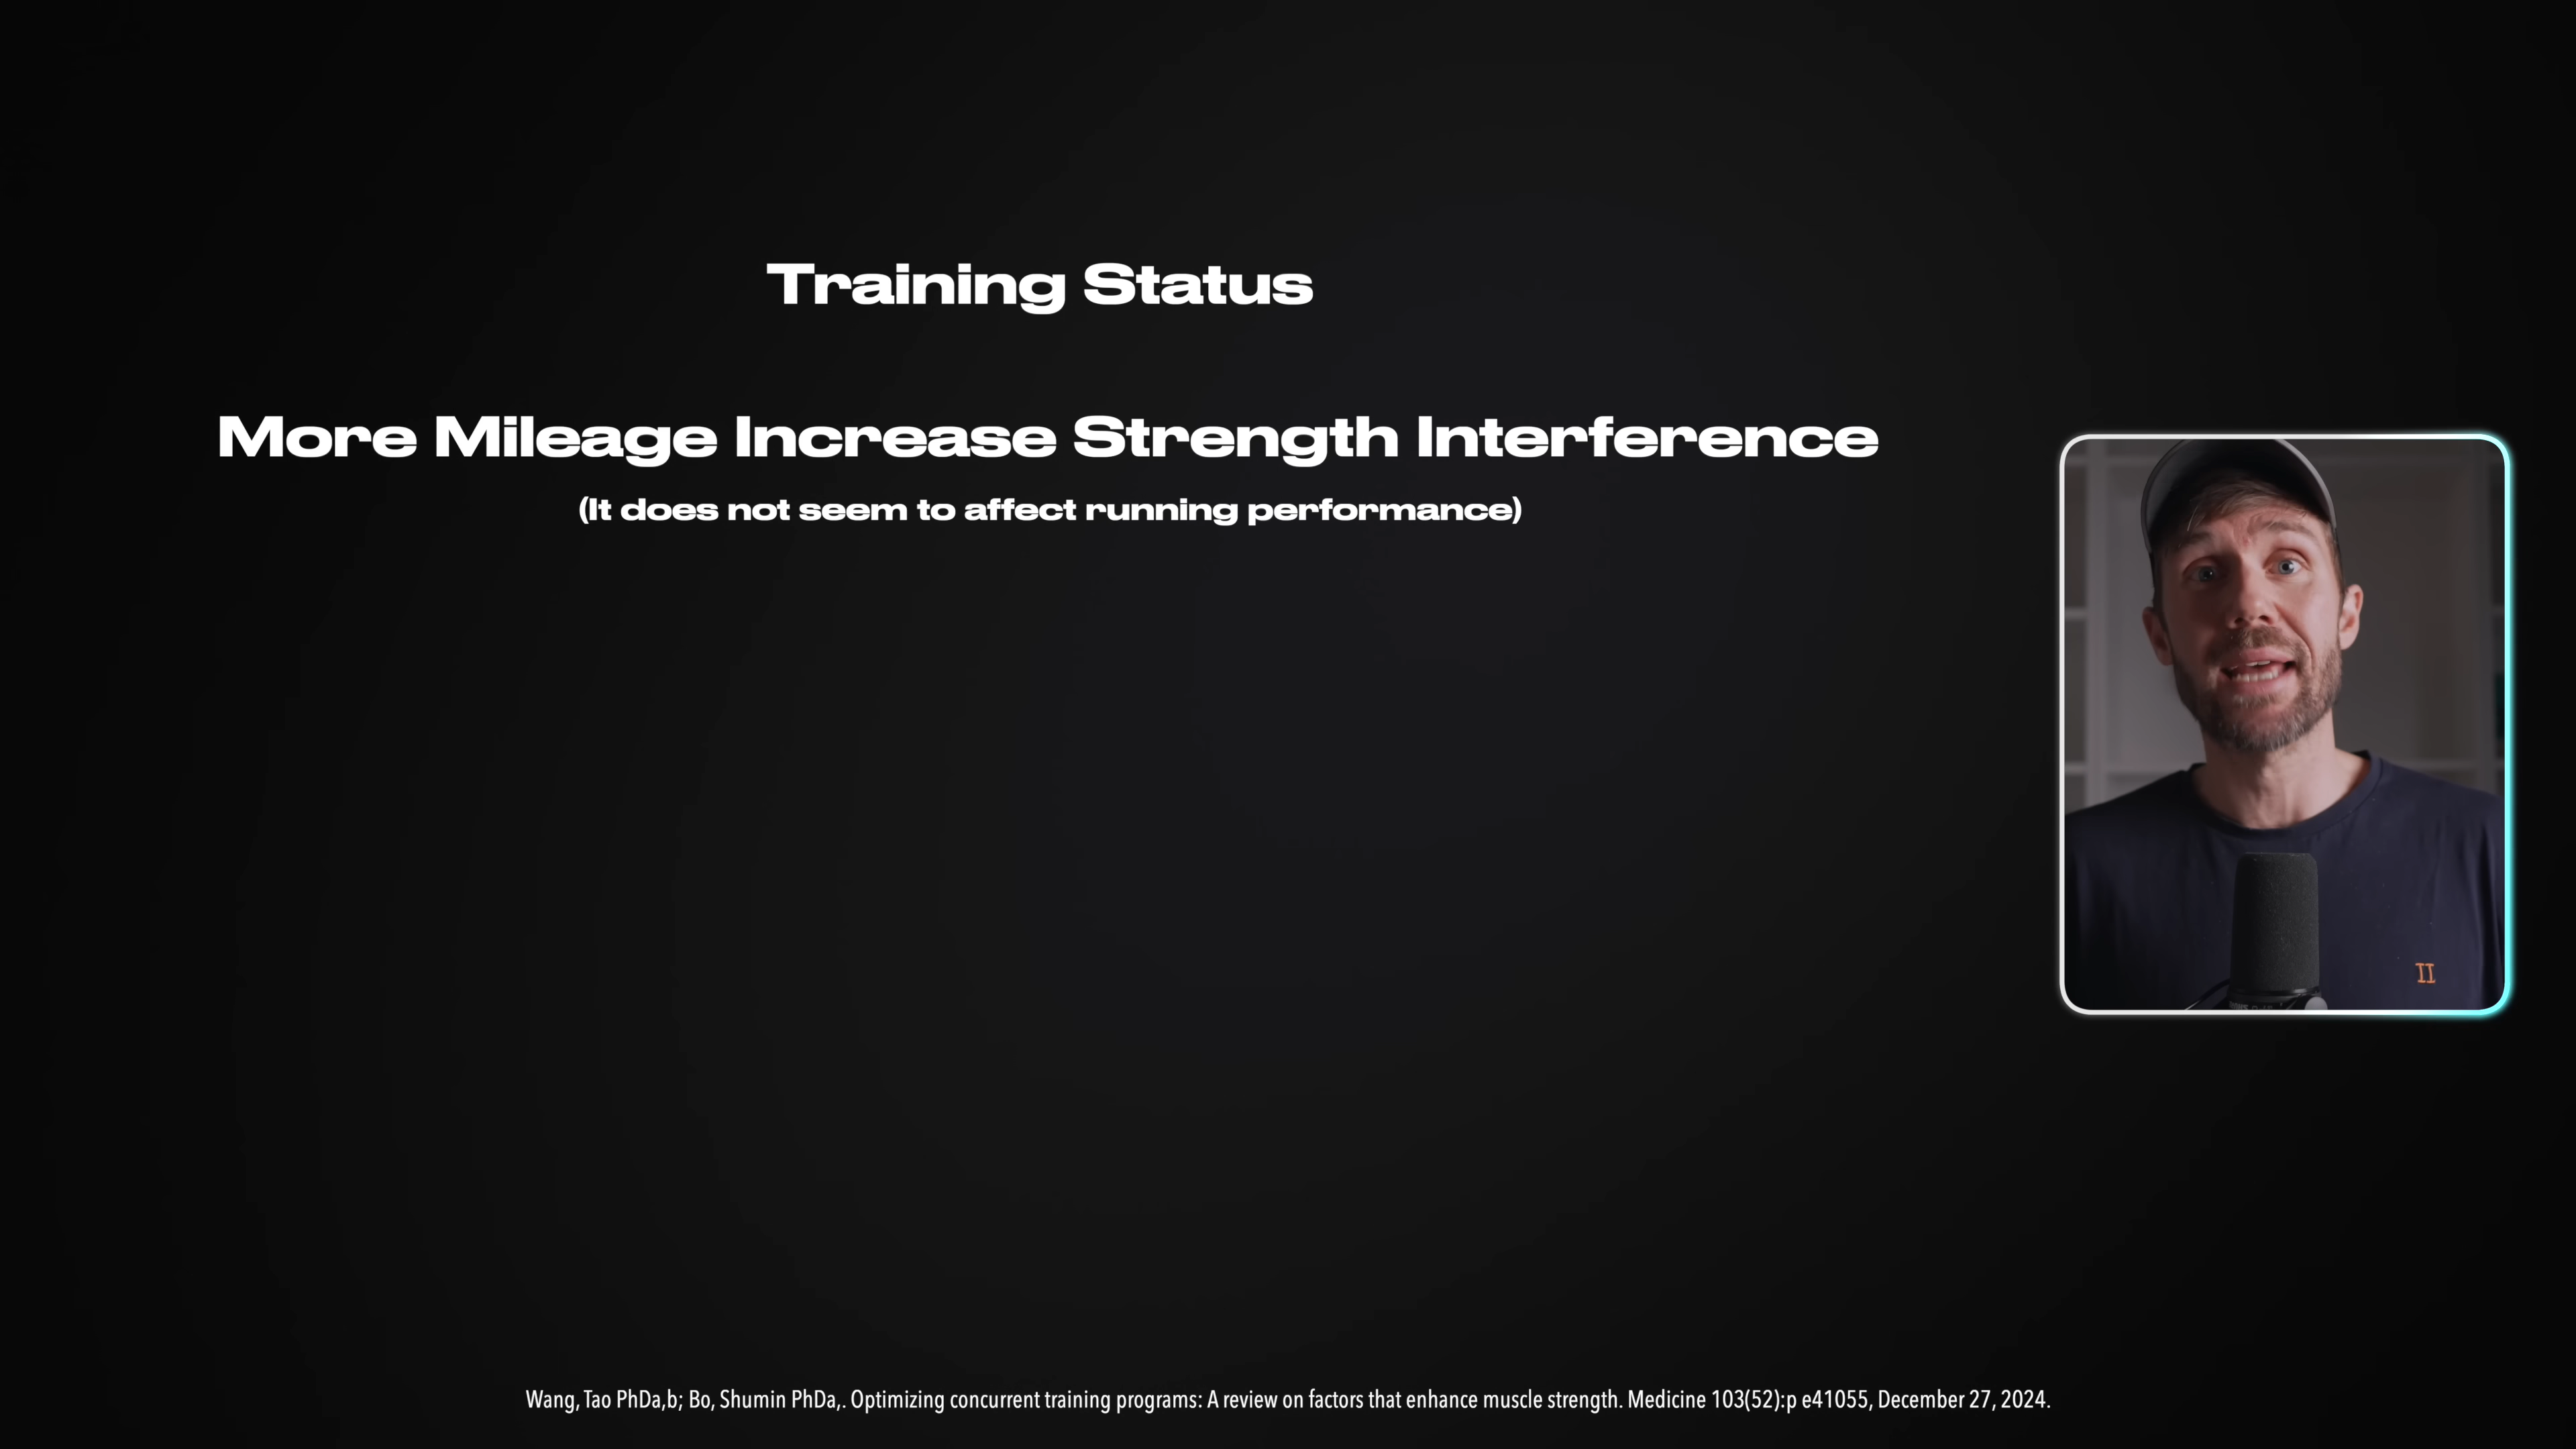 Training Status
More Mileage Increase Strength Interference
(It does not seem to affect running performance)
II
Wang, Tao PhDa,b; Bo, Shumin PhDa,. Optimizing concurrent training programs: A review on factors that enhance muscle strength. Medicine 103(52):p e41055, December 27, 2024.